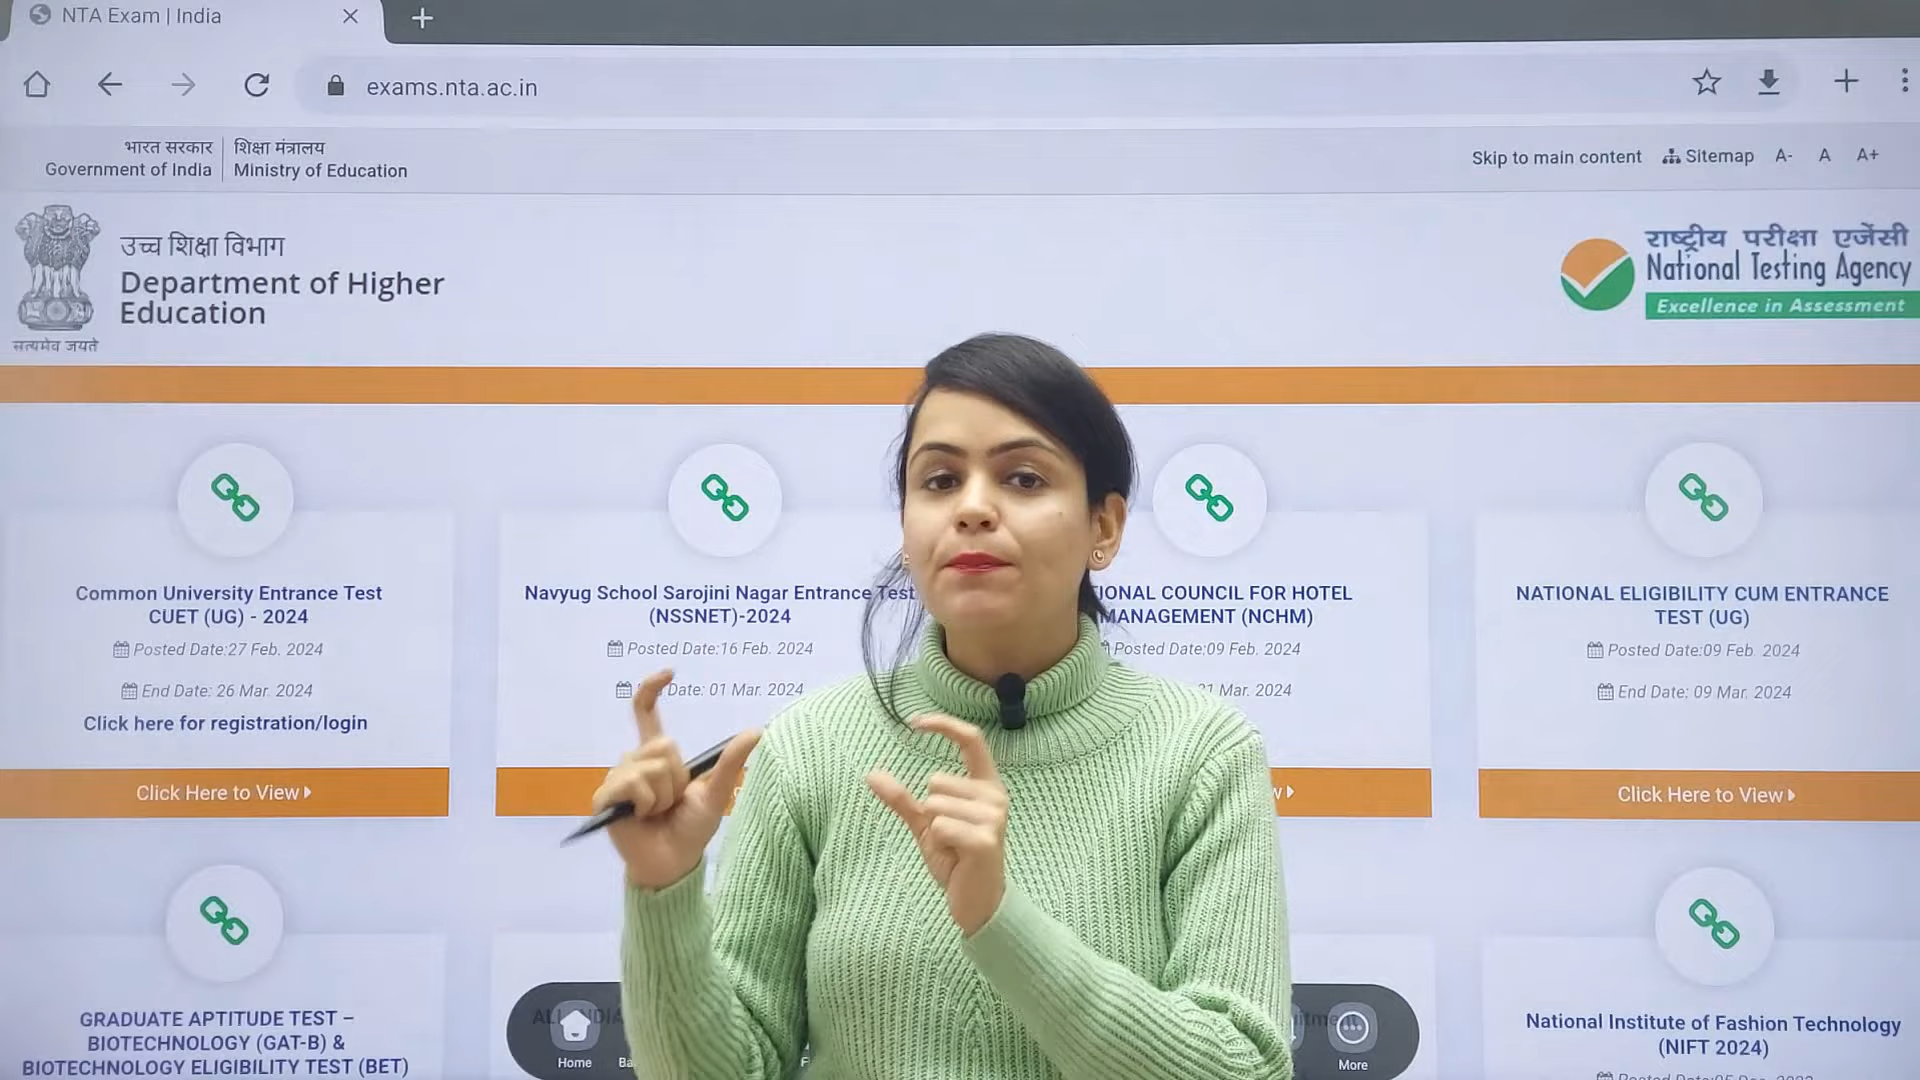 NTA Exam | India
exams.nta.ac.in
भारत सरकार
Government of India
शिक्षा मंत्रालय
Ministry of Education
Skip to main content
Sitemap
A-
A
A+
सत्यमेव जयते
उच्च शिक्षा विभाग
Department of Higher
Education
राष्ट्रीय परीक्षा एजेंसी
National Testing Agency
Excellence in Assessment
Common University Entrance Test
CUET (UG) - 2024
Posted Date:27 Feb. 2024
End Date: 26 Mar. 2024
Click here for registration/login
Click Here to View
Navyug School Sarojini Nagar Entrance Test
(NSSNET)-2024
Posted Date:16 Feb. 2024
Date: 01 Mar. 2024
COUNCIL FOR HOTEL
MANAGEMENT (NCHM)
Posted Date:09 Feb. 2024
Mar. 2024
NATIONAL ELIGIBILITY CUM ENTRANCE
TEST (UG)
Posted Date:09 Feb. 2024
End Date: 09 Mar. 2024
Click Here to View
GRADUATE APTITUDE TEST –
BIOTECHNOLOGY (GAT-B) &
BIOTECHNOLOGY ELIGIBILITY TEST (BET)
Home
More
National Institute of Fashion Technology
(NIFT 2024)